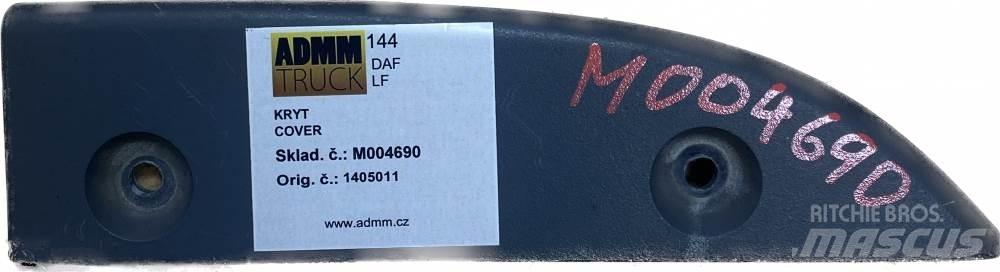 ADMM
TRUCK
144
DAF
LF
KRYT
COVER
Sklad. č.: M004690
Orig. č.: 1405011
www.admm.cz
M004690
RITCHIE BROS.
MASCUS